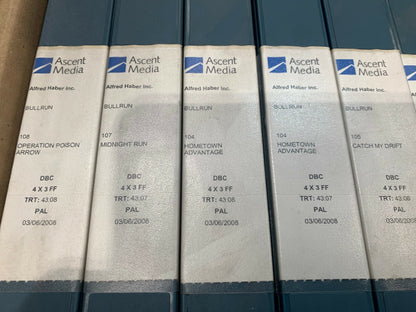 Ascent
Media
Alfred Haber Inc.
BULLRUN
108
OPERATION POISON
ARROW
DBC
4 X 3 FF
TRT: 43:08
PAL
03/06/2008
Ascent
Media
Alfred Haber Inc.
BULLRUN
107
MIDNIGHT RUN
DBC
4 X 3 FF
TRT: 43:07
PAL
03/06/2008
Ascent
Media
Alfred Haber Inc.
BULLRUN
104
HOMETOWN
ADVANTAGE
DBC
4 X 3 FF
TRT: 43:08
PAL
03/06/2008
Ascent
Media
Alfred Haber Inc.
BULLRUN
104
HOMETOWN
ADVANTAGE
DBC
4 X 3 FF
TRT: 43:08
PAL
03/06/2008
Ascent
Media
Alfred Haber Inc.
BULLRUN
105
CATCH MY DRIFT
DBC
4 X 3 FF
TRT: 43:07
PAL
03/06/2008